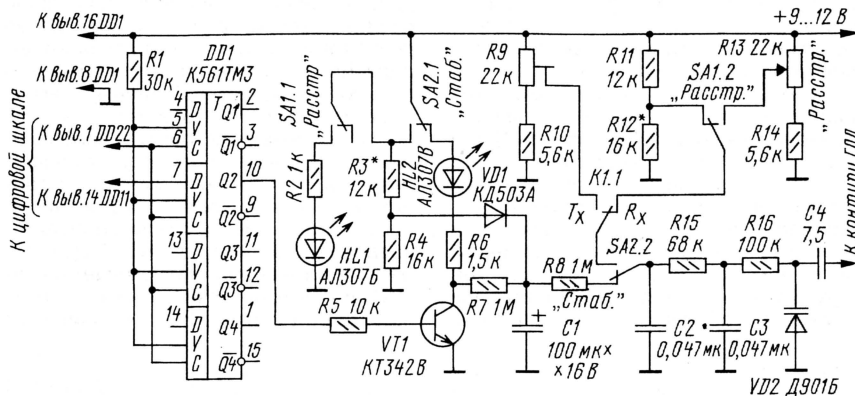 К выв.16 DD1
+9...12 В
R1
30к
К выв.8 DD1
К цифровой шкале
К выв.1 DD22
К выв.14 DD11
DD1
К561ТМ3
T
4 D Q1 2
5 V
6 C Q1 3
7 D Q2 10
V
C Q2 9
13 D Q3 11
V
C Q3 12
14 D Q4 1
V
C Q4 15
SA1.1
„Расстр"
R2 1к
HL1
АЛ307Б
R3*
12к
R4
16к
SA2.1
„Стаб."
HL2
АЛ307В
VD1
КД503А
R6
1,5к
R5 10к
VT1
КТ342В
R7 1М
R8 1М
„Стаб."
+
C1
100 мк×
×16 В
R9
22к
R10
5,6к
R11
12к
R12*
16к
SA1.2
„Расстр."
R13 22к
„Расстр."
R14
5,6к
K1.1
Tx
Rx
SA2.2
R15
68к
R16
100к
C4
7,5
К контуру ГПД
C2*
0,047мк
C3
0,047мк
VD2 Д901Б